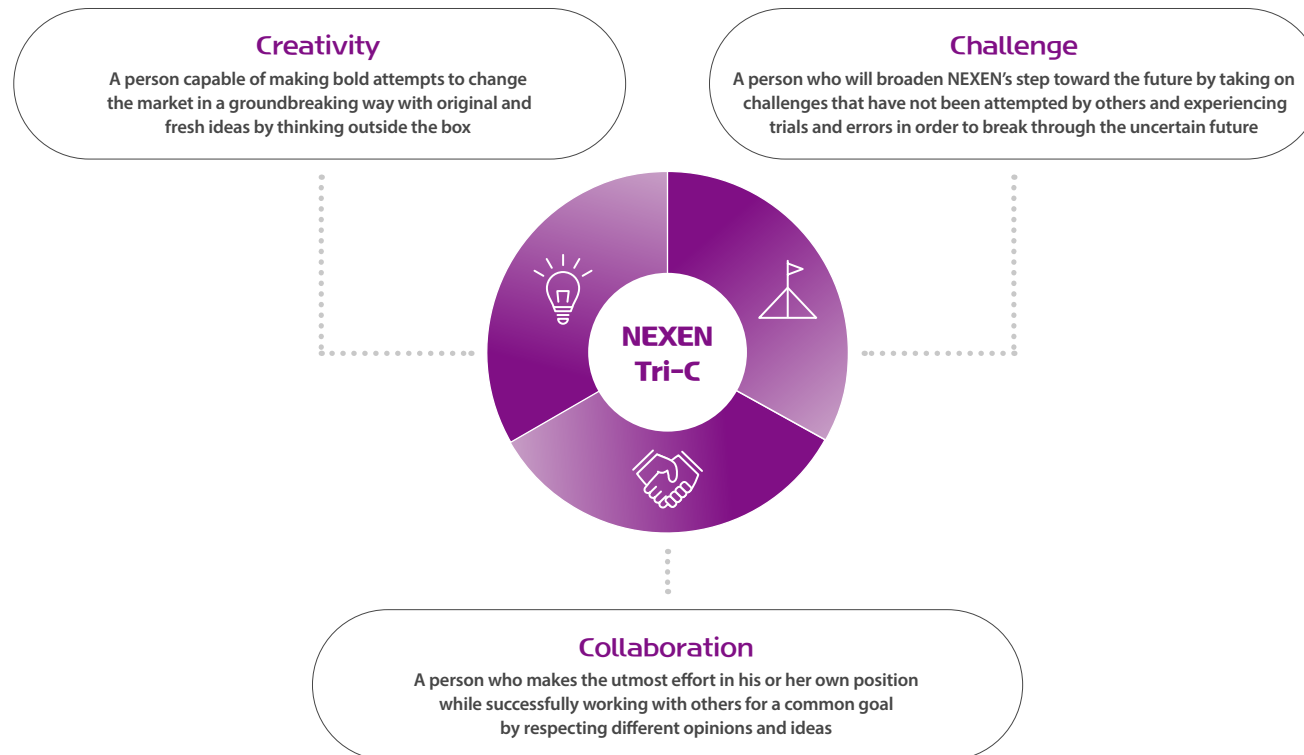 Creativity
A person capable of making bold attempts to change
the market in a groundbreaking way with original and
fresh ideas by thinking outside the box
Challenge
A person who will broaden NEXEN’s step toward the future by taking on
challenges that have not been attempted by others and experiencing
trials and errors in order to break through the uncertain future
NEXEN
Tri-C
Collaboration
A person who makes the utmost effort in his or her own position
while successfully working with others for a common goal
by respecting different opinions and ideas